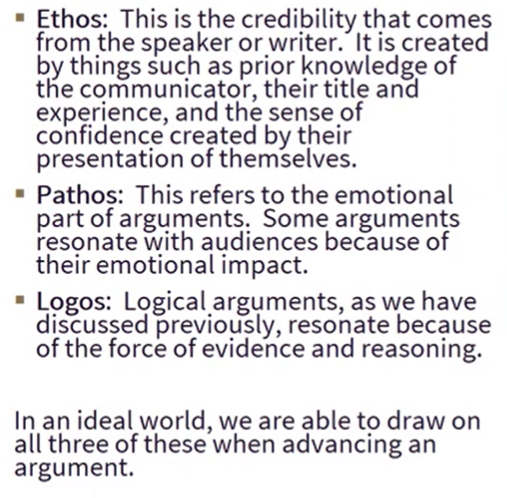 ▪ Ethos: This is the credibility that comes
from the speaker or writer. It is created
by things such as prior knowledge of
the communicator, their title and
experience, and the sense of
confidence created by their
presentation of themselves.
▪ Pathos: This refers to the emotional
part of arguments. Some arguments
resonate with audiences because of
their emotional impact.
▪ Logos: Logical arguments, as we have
discussed previously, resonate because
of the force of evidence and reasoning.
In an ideal world, we are able to draw on
all three of these when advancing an
argument.